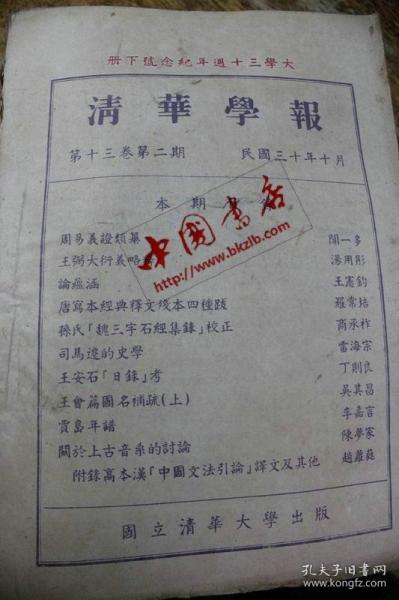 大學三十週年紀念號下册
清華學報
第十三卷第二期 民國三十年十月
本期
周易義證類纂 聞一多
王弼大衍義略釋 湯用彤
論蘊涵 王憲鈞
唐寫本經典釋文殘本四種跋 羅常培
孫氏「魏三字石經集錄」校正 商承祚
司馬遷的史學 雷海宗
王安石「日錄」考 丁則良
王會篇國名補疏(上) 吳其昌
賈島年譜 李嘉言
關於上古音系的討論 陳夢家
附錄高本漢「中國文法引論」譯文及其他 趙蘿蕤
國立清華大學出版
中國書店
www.bkzlb.com
孔夫子旧书网
www.kongfz.com